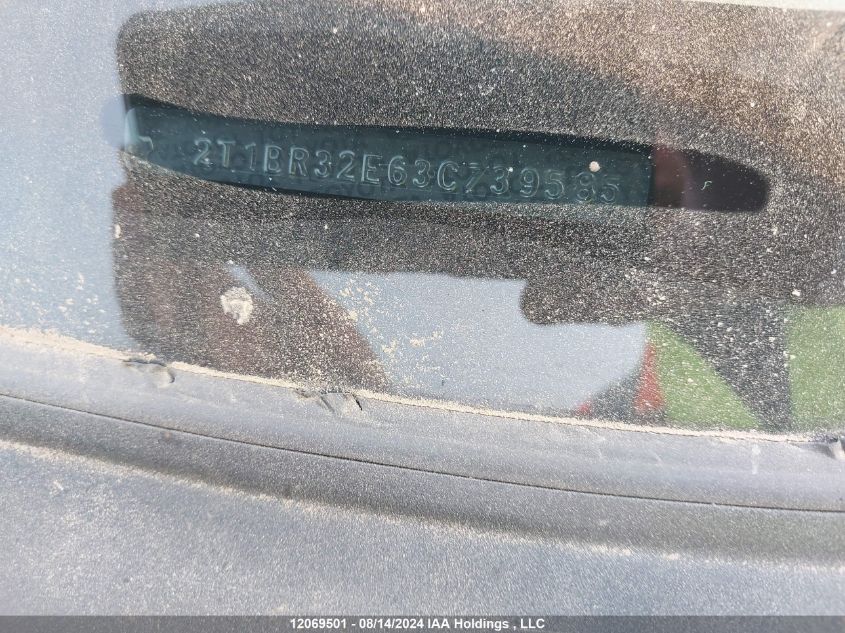 2T1BR32E63C739585
12069501 - 08/14/2024 IAA Holdings , LLC